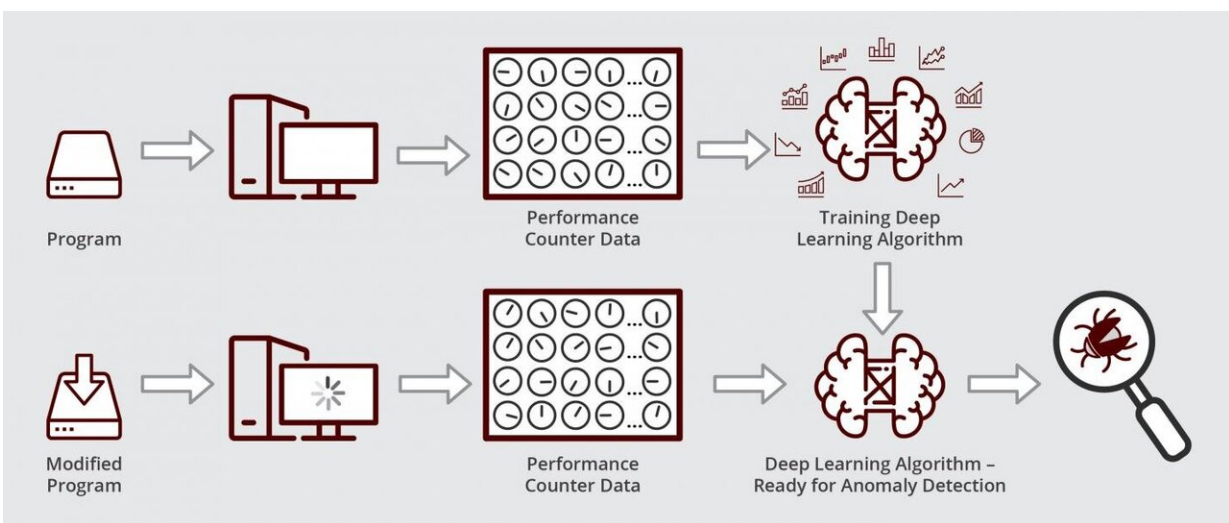 Program
Performance
Counter Data
Training Deep
Learning Algorithm
Modified
Program
Performance
Counter Data
Deep Learning Algorithm –
Ready for Anomaly Detection